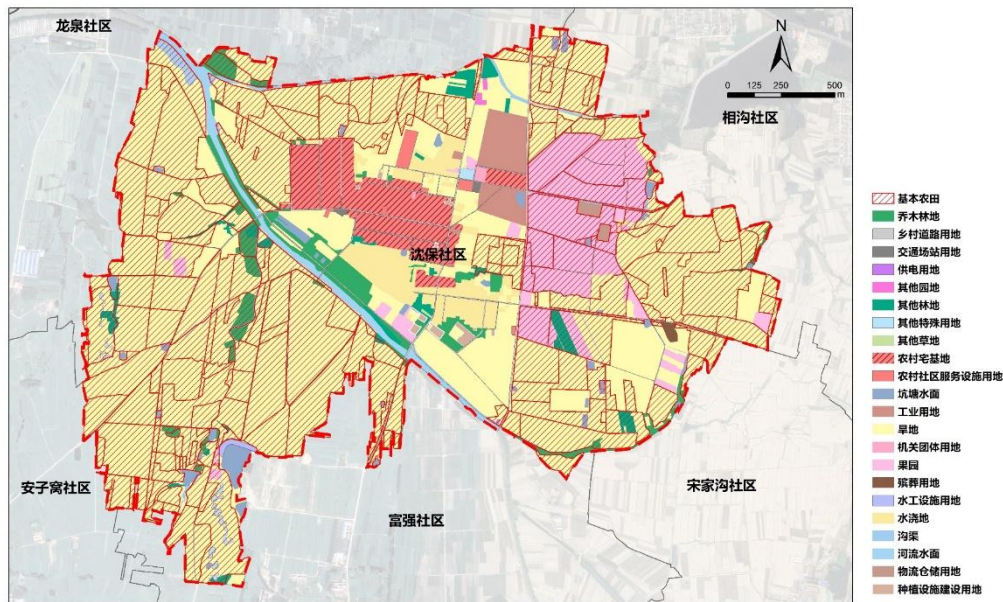 龙泉社区
N
0 125 250 500
m
相沟社区
沈保社区
安子窝社区
富强社区
宋家沟社区
基本农田
乔木林地
乡村道路用地
交通场站用地
供电用地
其他园地
其他林地
其他特殊用地
其他草地
农村宅基地
农村社区服务设施用地
坑塘水面
工业用地
旱地
机关团体用地
果园
殡葬用地
水工设施用地
水浇地
沟渠
河流水面
物流仓储用地
种植设施建设用地